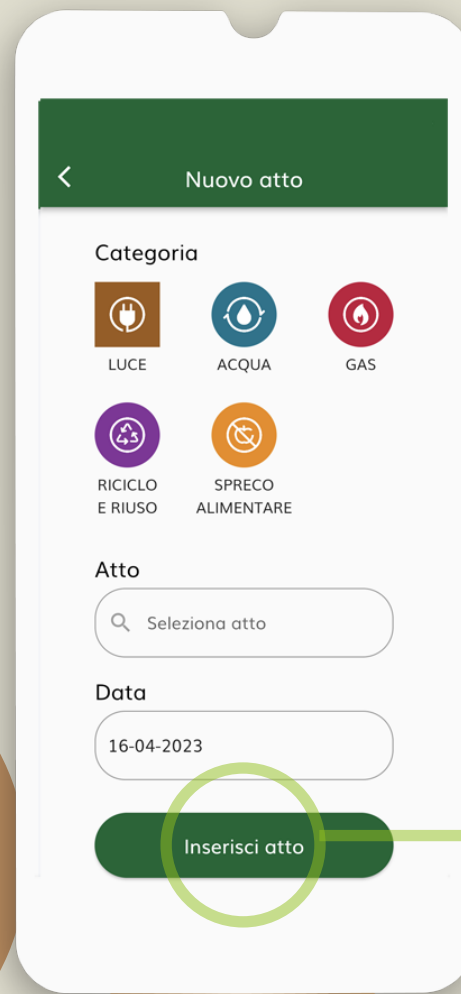 Nuovo atto
Categoria
LUCE
ACQUA
GAS
RICICLO
E RIUSO
SPRECO
ALIMENTARE
Atto
Seleziona atto
Data
16-04-2023
Inserisci atto